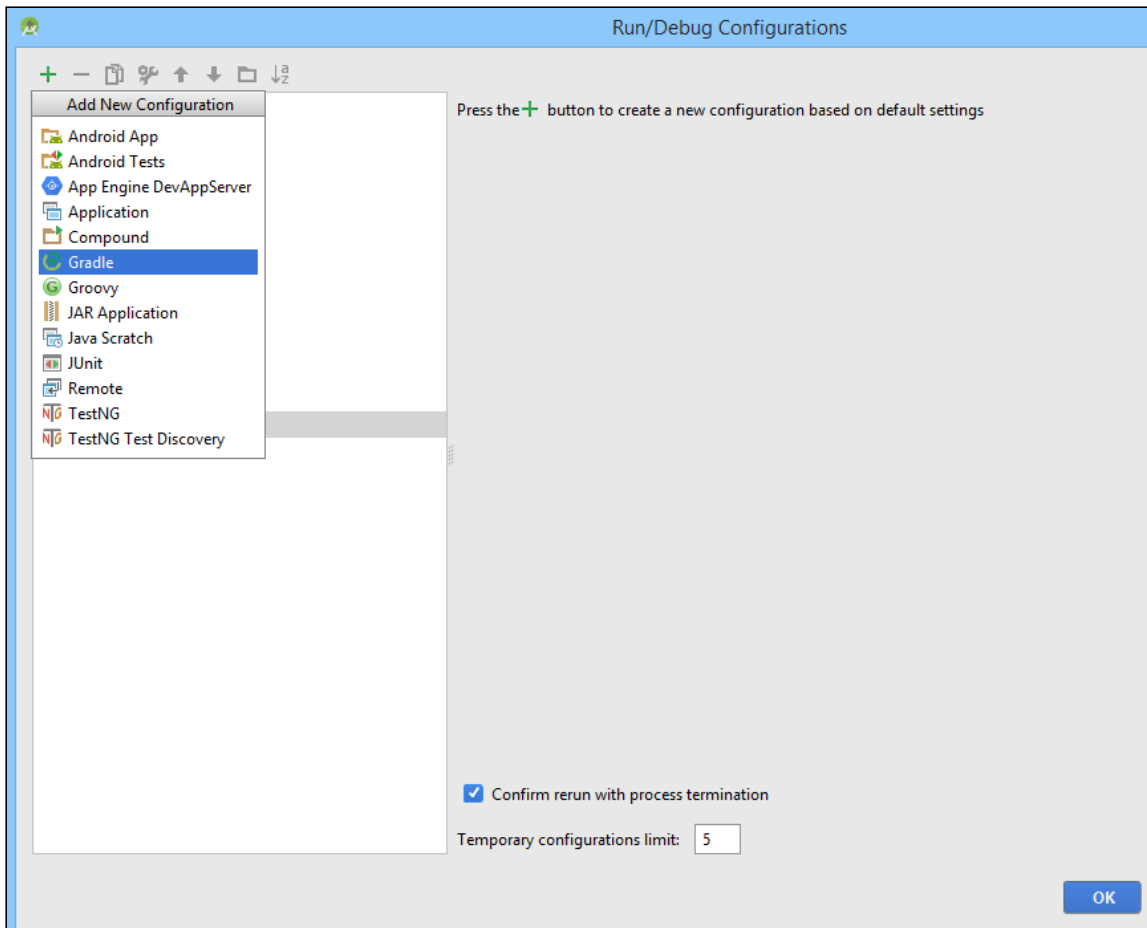 Run/Debug Configurations
Add New Configuration
Android App
Android Tests
App Engine DevAppServer
Application
Compound
Gradle
Groovy
JAR Application
Java Scratch
JUnit
Remote
TestNG
TestNG Test Discovery
Press the + button to create a new configuration based on default settings
Confirm rerun with process termination
Temporary configurations limit: 5
OK